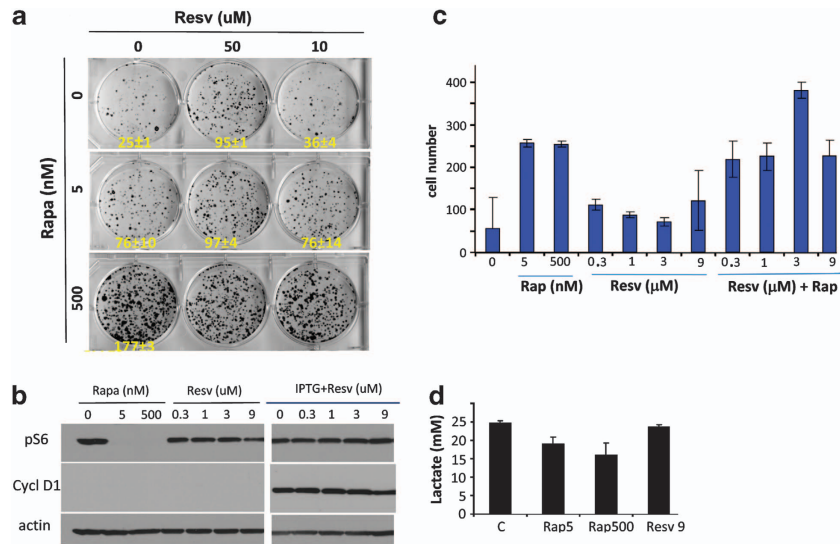 a
Resv (uM)
0 50 10
Rapa (nM)
0
25±1 95±1 36±4
5
76±10 97±4 76±14
500
177±3
b
Rapa (nM) Resv (uM) IPTG+Resv (uM)
0 5 500 0.3 1 3 9 0 0.3 1 3 9
pS6
Cycl D1
actin
c
cell number
400
300
250
100
0
0 5 500 0.3 1 3 9 0.3 1 3 9
Rap (nM) Resv (μM) Resv (μM) + Rap
d
Lactate (mM)
25
20
15
10
5
0
C Rap5 Rap500 Resv 9